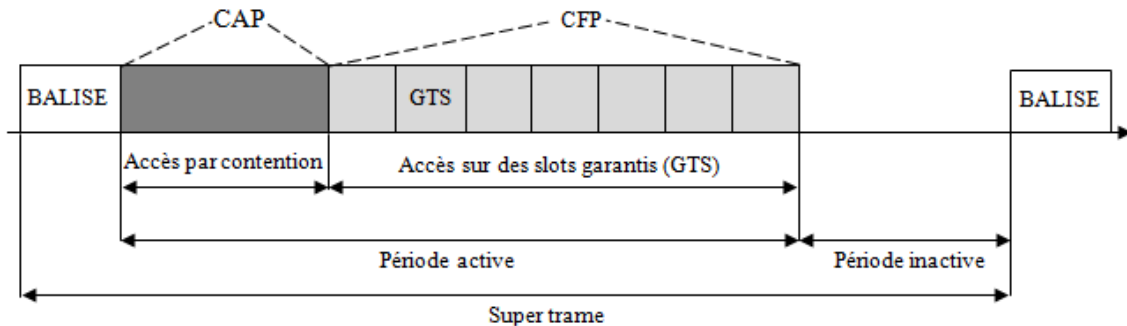 CAP
CFP
BALISE
GTS
BALISE
Accès par contention
Accès sur des slots garantis (GTS)
Période active
Période inactive
Super trame